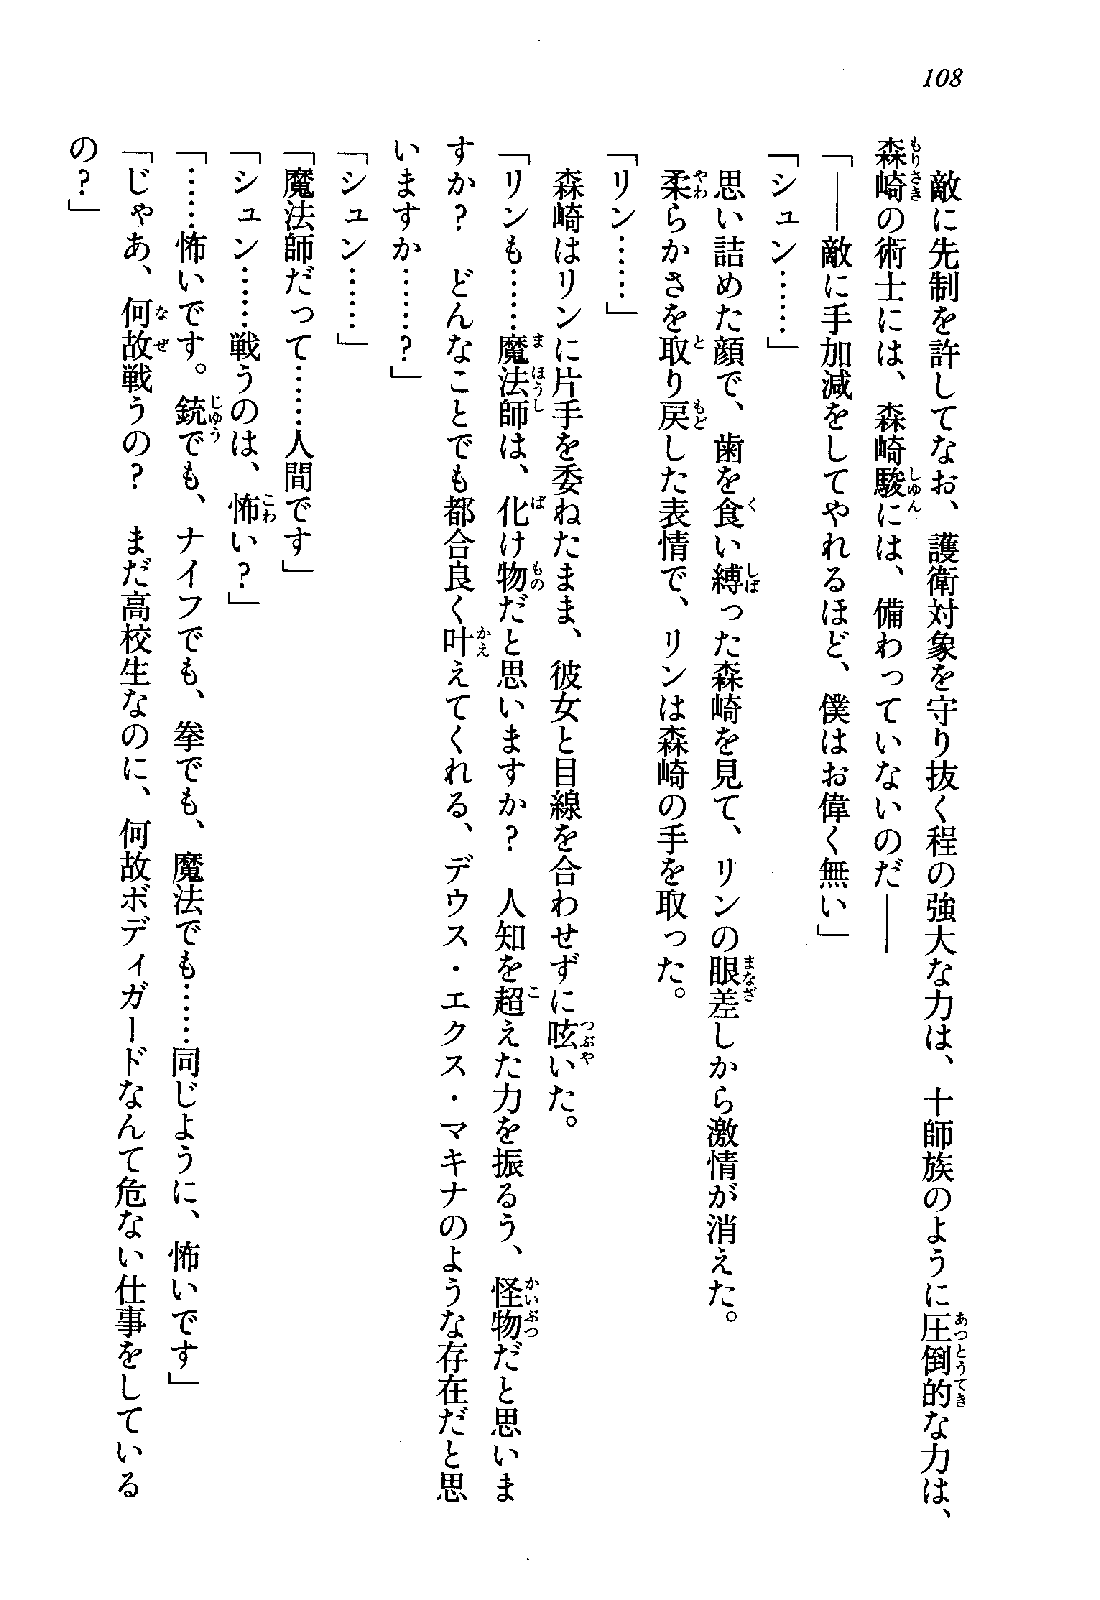 108
敵に先制を許してなお、護衛対象を守り抜く程の強大な力は、十師族のように圧倒的な力は、
森崎の術士には、森崎駿には、備わっていないのだ――
「――敵に手加減をしてやれるほど、僕はお偉く無い」
「シュン……」
思い詰めた顔で、歯を食い縛った森崎を見て、リンの眼差しから激情が消えた。
柔らかさを取り戻した表情で、リンは森崎の手を取った。
「リン……」
森崎はリンに片手を委ねたまま、彼女と目線を合わせずに呟いた。
「リンも……魔法師は、化け物だと思いますか？　人知を超えた力を振るう、怪物だと思いま
すか？　どんなことでも都合良く叶えてくれる、デウス・エクス・マキナのような存在だと思
いますか……？」
「シュン……」
「魔法師だって……人間です」
「シュン……戦うのは、怖い？」
「……怖いです。銃でも、ナイフでも、拳でも、魔法でも……同じように、怖いです」
「じゃあ、何故戦うの？　まだ高校生なのに、何故ボディガードなんて危ない仕事をしている
の？」